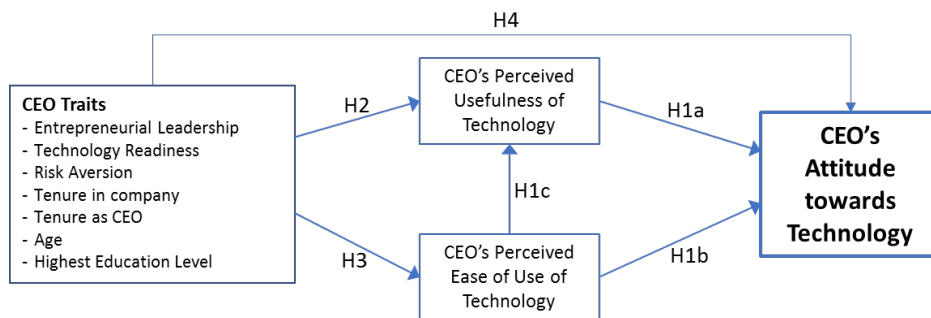 H4
CEO Traits
- Entrepreneurial Leadership
- Technology Readiness
- Risk Aversion
- Tenure in company
- Tenure as CEO
- Age
- Highest Education Level
H2
H3
CEO's Perceived
Usefulness of
Technology
H1c
CEO's Perceived
Ease of Use of
Technology
H1a
H1b
CEO's
Attitude
towards
Technology